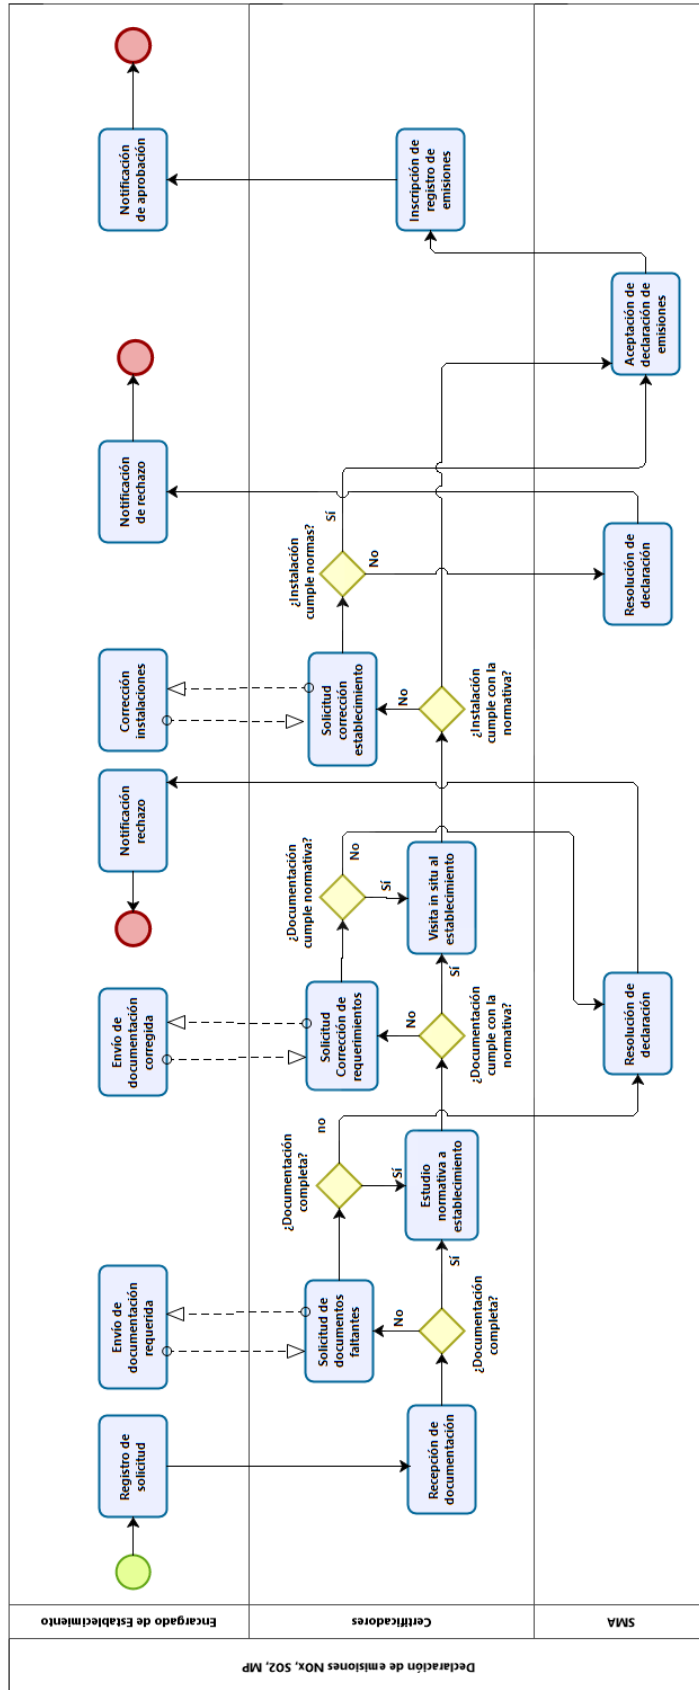 Declaración de emisiones NOx, SO2, MP
Encargado de Establecimiento
Certificadores
SMA
Registro de
solicitud
Envío de
documentación
requerida
Envío de
documentación
corregida
Notificación
rechazo
Corrección
instalaciones
Notificación
de rechazo
Notificación
de aprobación
Recepción de
documentación
¿Documentación
completa?
No
Sí
Solicitud de
documentos
faltantes
¿Documentación
completa?
no
Sí
Estudio
normativa a
establecimiento
¿Documentación
cumple con la
normativa?
No
Sí
Solicitud
Corrección de
requerimientos
¿Documentación
cumple normativa?
No
Sí
Visita in situ al
establecimiento
¿Instalación
cumple con la
normativa?
No
Solicitud
corrección
establecimiento
¿Instalación
cumple normas?
Sí
No
Inscripción de
registro de
emisiones
Resolución de
declaración
Resolución de
declaración
Aceptación de
declaración de
emisiones